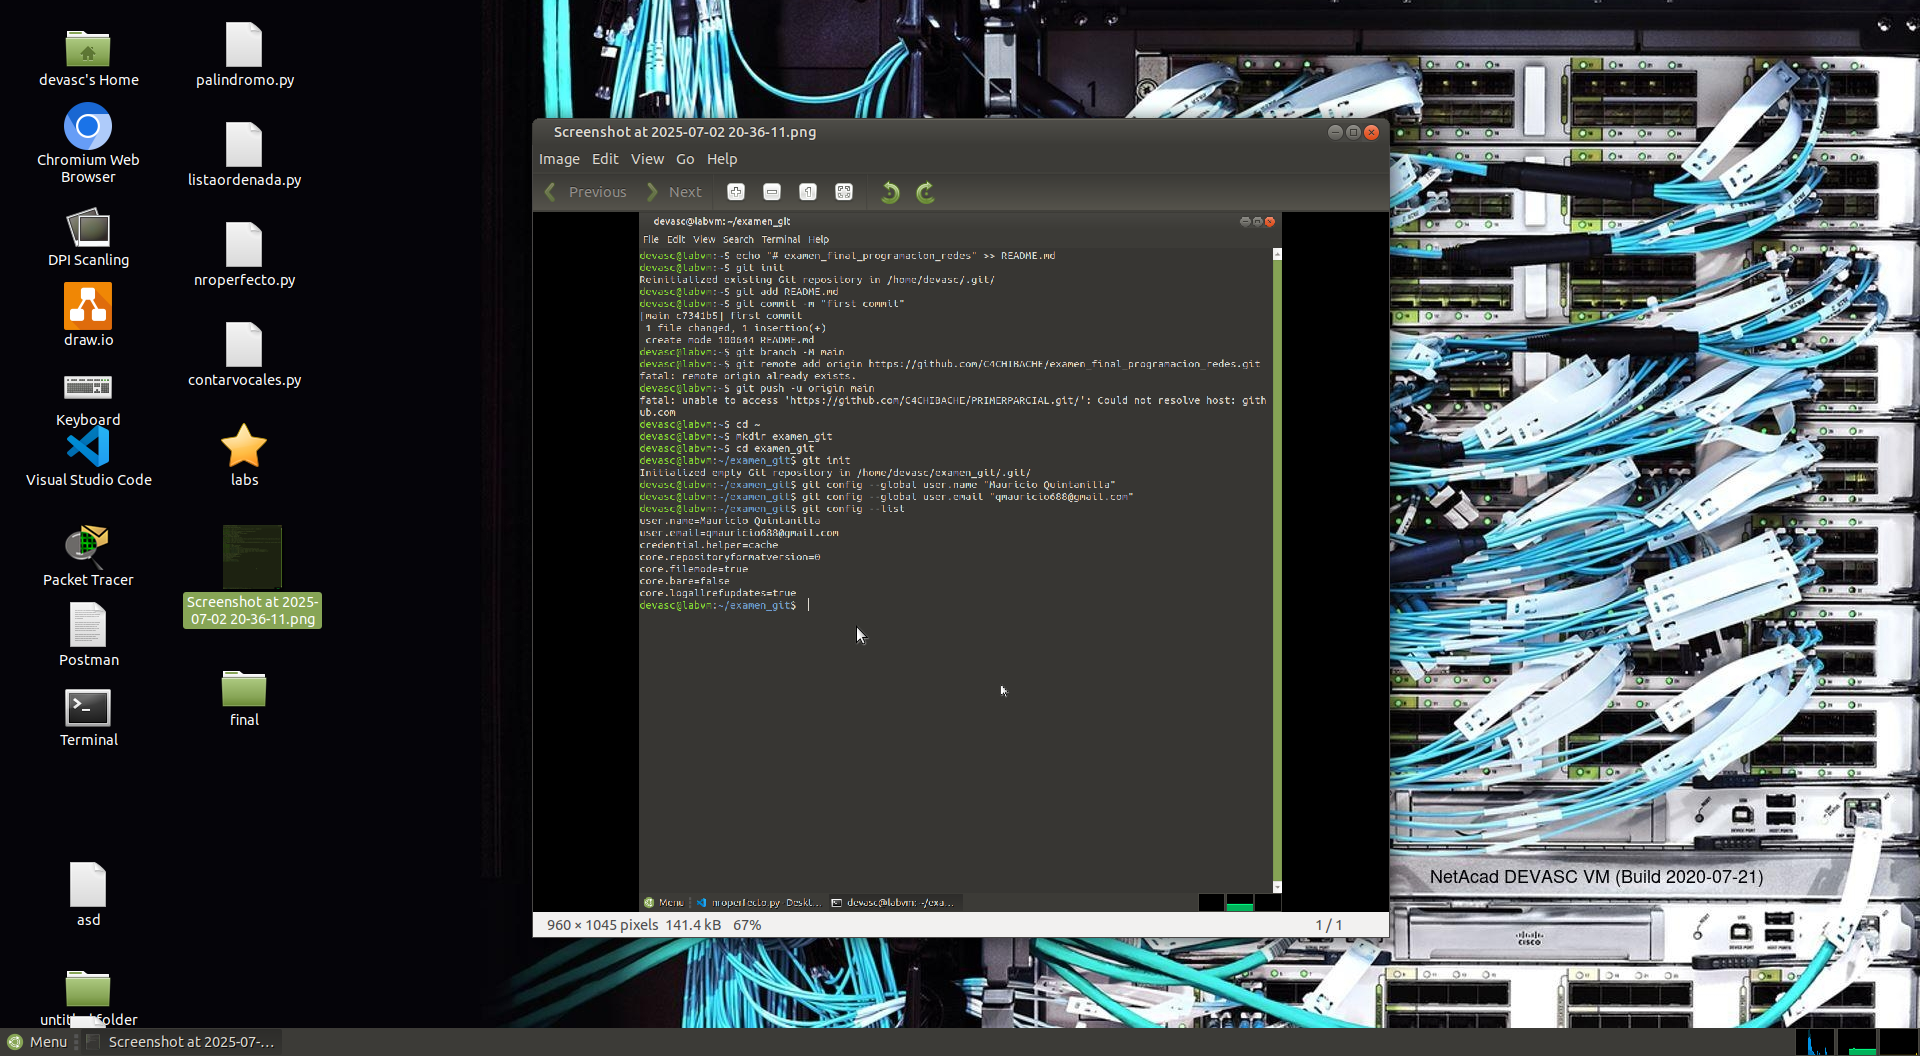 devasc's Home
palindromo.py
Chromium Web
Browser
listaordenada.py
DPI Scanling
nroperfecto.py
draw.io
contarvocales.py
Keyboard
Visual Studio Code
labs
Packet Tracer
Screenshot at 2025-
07-02 20-36-11.png
Postman
final
Terminal
asd
folder
Screenshot at 2025-07-02 20-36-11.png
Image Edit View Go Help
Previous Next
devasc@labvm: ~/examen_git
File Edit View Search Terminal Help
devasc@labvm:~$ echo "# examen_final_programacion_redes" >> README.md
devasc@labvm:~$ git init
Reinitialized existing Git repository in /home/devasc/.git/
devasc@labvm:~$ git add README.md
devasc@labvm:~$ git commit -m "first commit"
[main c7341b5] first commit
1 file changed, 1 insertion(+)
create mode 100644 README.md
devasc@labvm:~$ git branch -M main
devasc@labvm:~$ git remote add origin https://github.com/C4CHIBACHE/examen_final_programacion_redes.git
fatal: remote origin already exists.
devasc@labvm:~$ git push -u origin main
fatal: unable to access 'https://github.com/C4CHIBACHE/PRIMERPARCIAL.git/': Could not resolve host: gith
ub.com
devasc@labvm:~$ cd ~
devasc@labvm:~$ mkdir examen_git
devasc@labvm:~$ cd examen_git
devasc@labvm:~/examen_git$ git init
Initialized empty Git repository in /home/devasc/examen_git/.git/
devasc@labvm:~/examen_git$ git config --global user.name "Mauricio Quintanilla"
devasc@labvm:~/examen_git$ git config --global user.email "qmauricio688@gmail.com"
devasc@labvm:~/examen_git$ git config --list
user.name=Mauricio Quintanilla
user.email=qmauricio688@gmail.com
credential.helper=cache
core.repositoryformatversion=0
core.filemode=true
core.bare=false
core.logallrefupdates=true
devasc@labvm:~/examen_git$
Menu nroperfecto.py Deskt... devasc@labvm: ~/exa...
960 × 1045 pixels 141.4 kB 67% 1 / 1
NetAcad DEVASC VM (Build 2020-07-21)
CISCO
Menu Screenshot at 2025-07-...